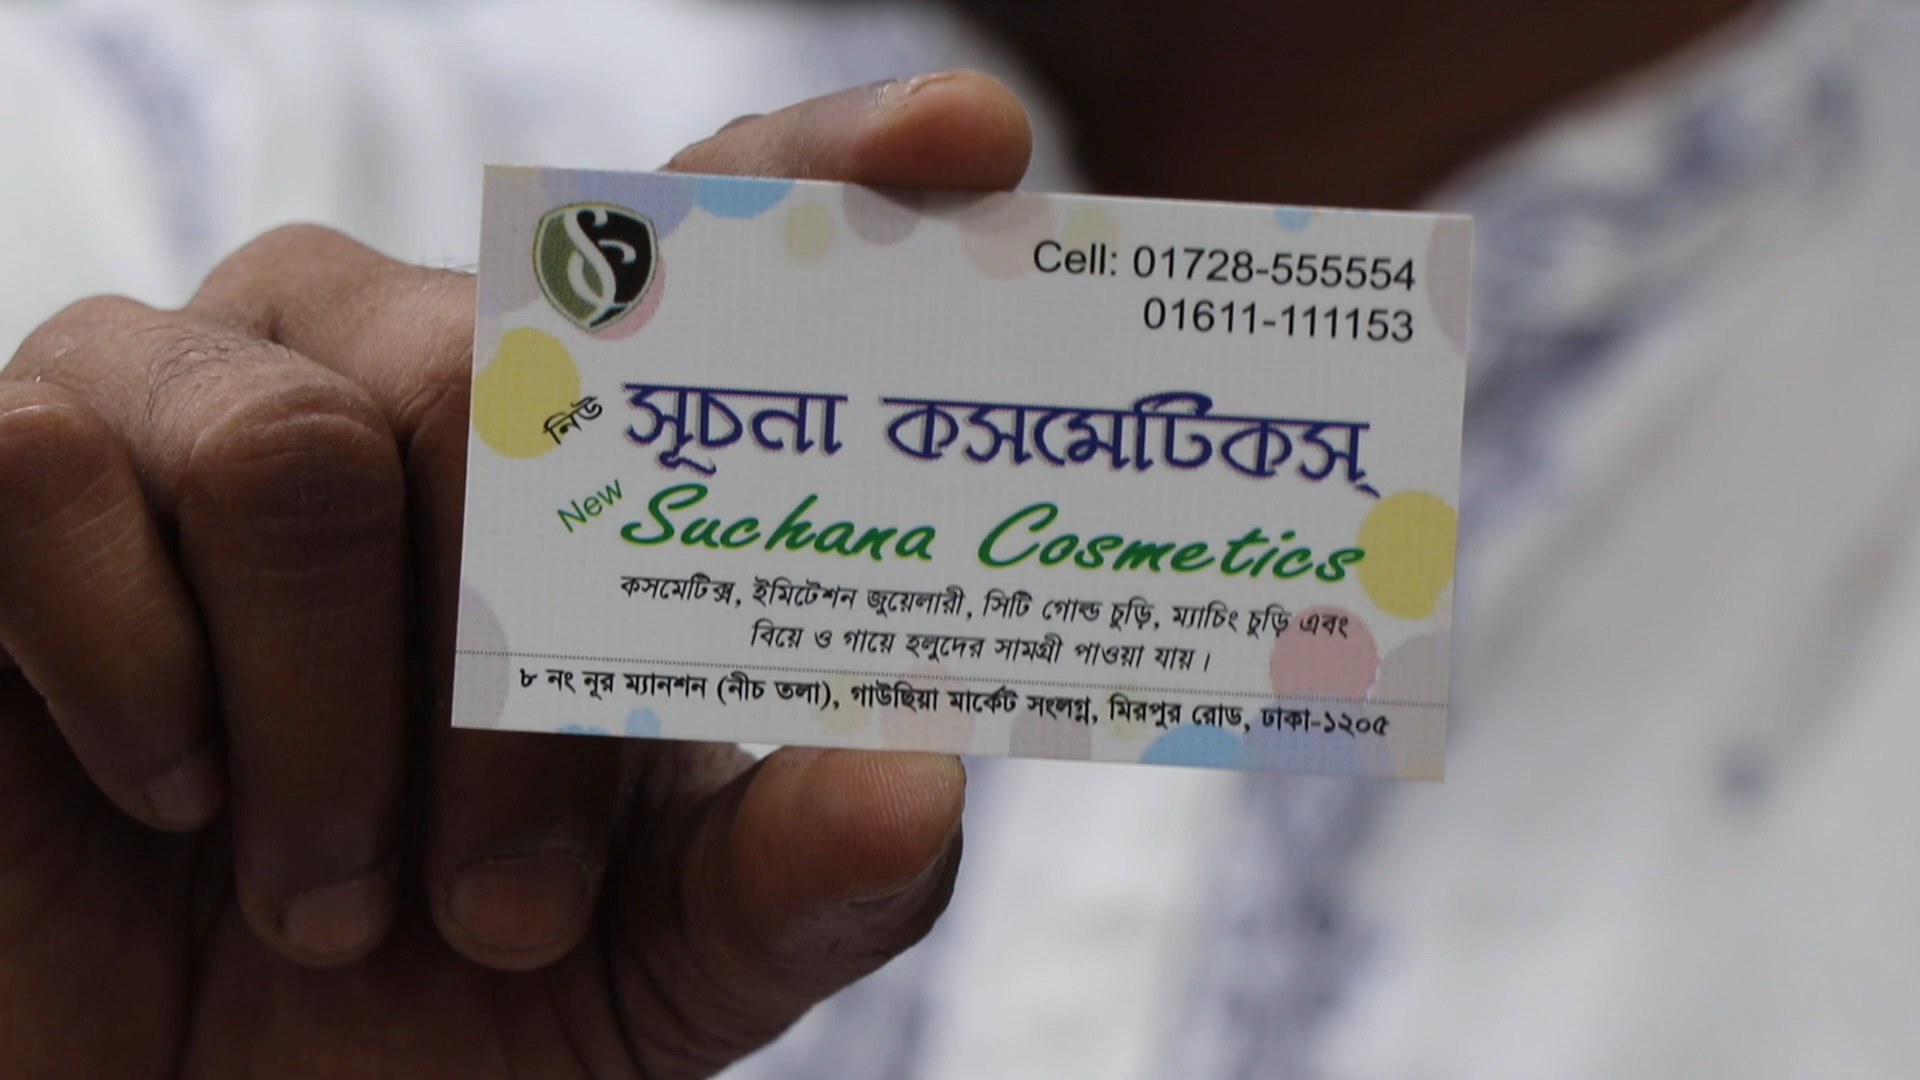 Cell: 01728-555554
01611-111153
নিউ সূচনা কসমেটিকস্
New Suchana Cosmetics
কসমেটিক্স, ইমিটেশন জুয়েলারী, সিটি গোল্ড চুড়ি, ম্যাচিং চুড়ি এবং
বিয়ে ও গায়ে হলুদের সামগ্রী পাওয়া যায়।
৮ নং নূর ম্যানশন (নীচ তলা), গাউছিয়া মার্কেট সংলগ্ন, মিরপুর রোড, ঢাকা-১২০৫